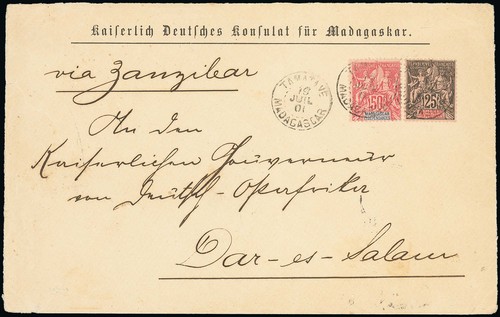 Kaiserlich Deutsches Konsulat für Madagaskar.
via Zanzibar
TAMATAVE
19
JUIL
01
MADAGASCAR
50
25
An den
Kaiserlichen Gouverneur
von Deutsch-Ostafrika
Dar-es-Salam